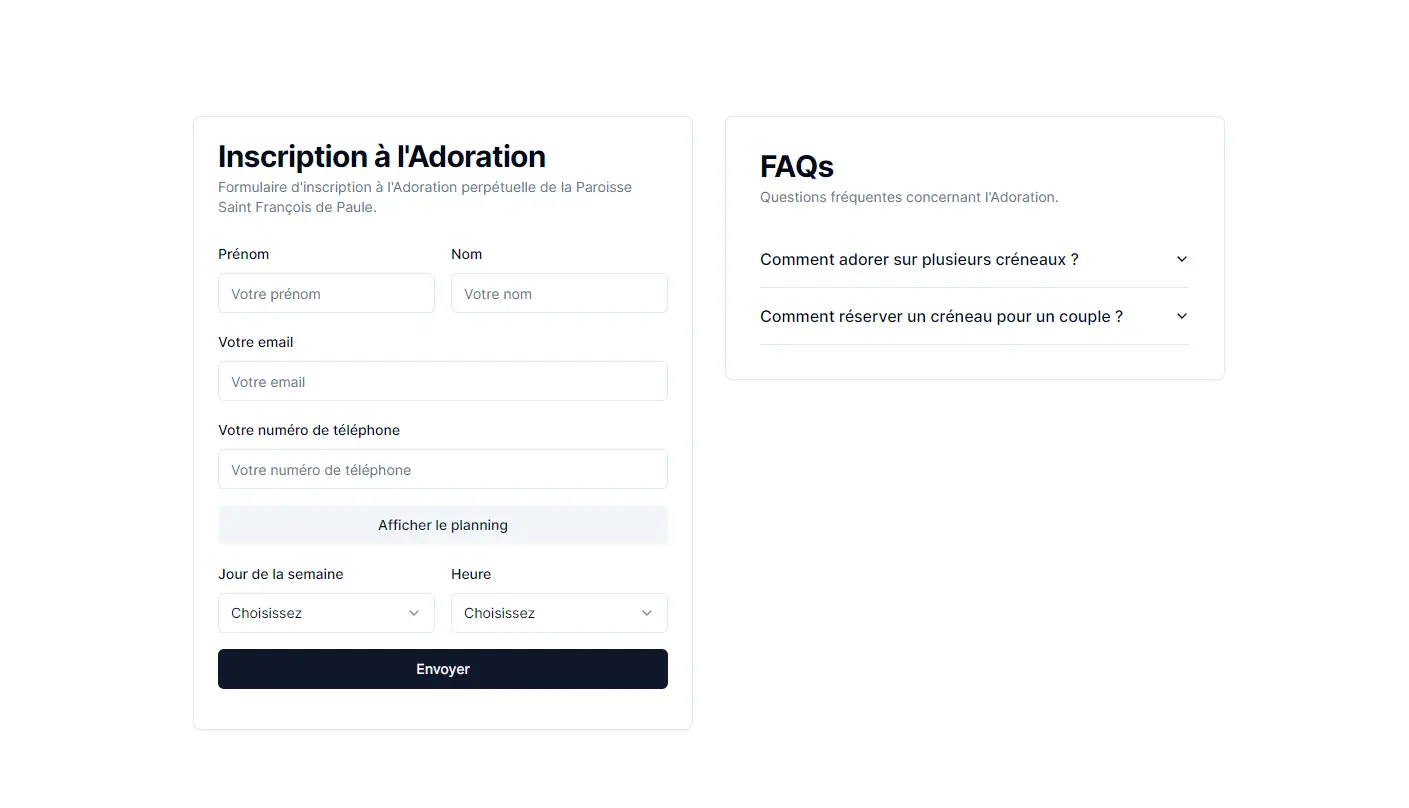 Inscription à l'Adoration
Formulaire d'inscription à l'Adoration perpétuelle de la Paroisse
Saint François de Paule.
Prénom
Nom
Votre prénom
Votre nom
Votre email
Votre email
Votre numéro de téléphone
Votre numéro de téléphone
Afficher le planning
Jour de la semaine
Heure
Choisissez
Choisissez
Envoyer
FAQs
Questions fréquentes concernant l'Adoration.
Comment adorer sur plusieurs créneaux ?
Comment réserver un créneau pour un couple ?